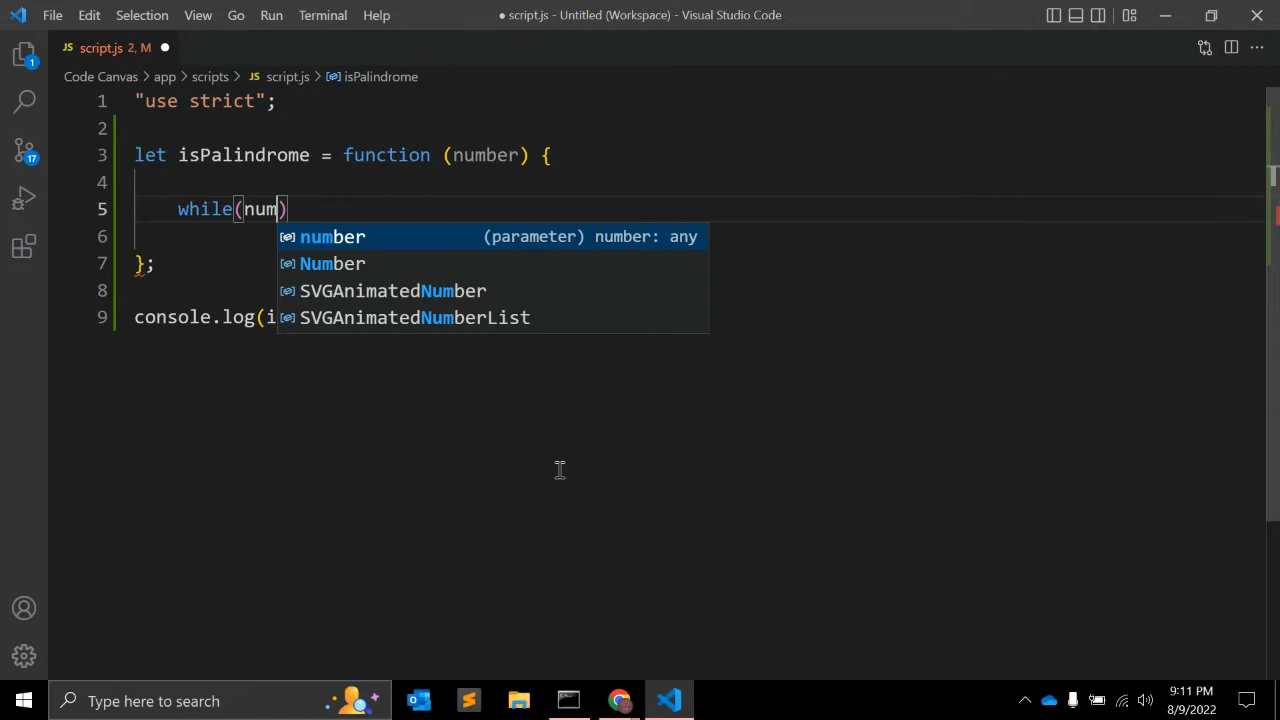 File Edit Selection View Go Run Terminal Help
● script.js - Untitled (Workspace) - Visual Studio Code
JS script.js 2, M ●
Code Canvas > app > scripts > JS script.js > isPalindrome
1 "use strict";
2
3 let isPalindrome = function (number) {
4
5 while(num)
number (parameter) number: any
6
Number
7 };
SVGAnimatedNumber
8
SVGAnimatedNumberList
9 console.log(i
1
17
Type here to search
9:11 PM
8/9/2022